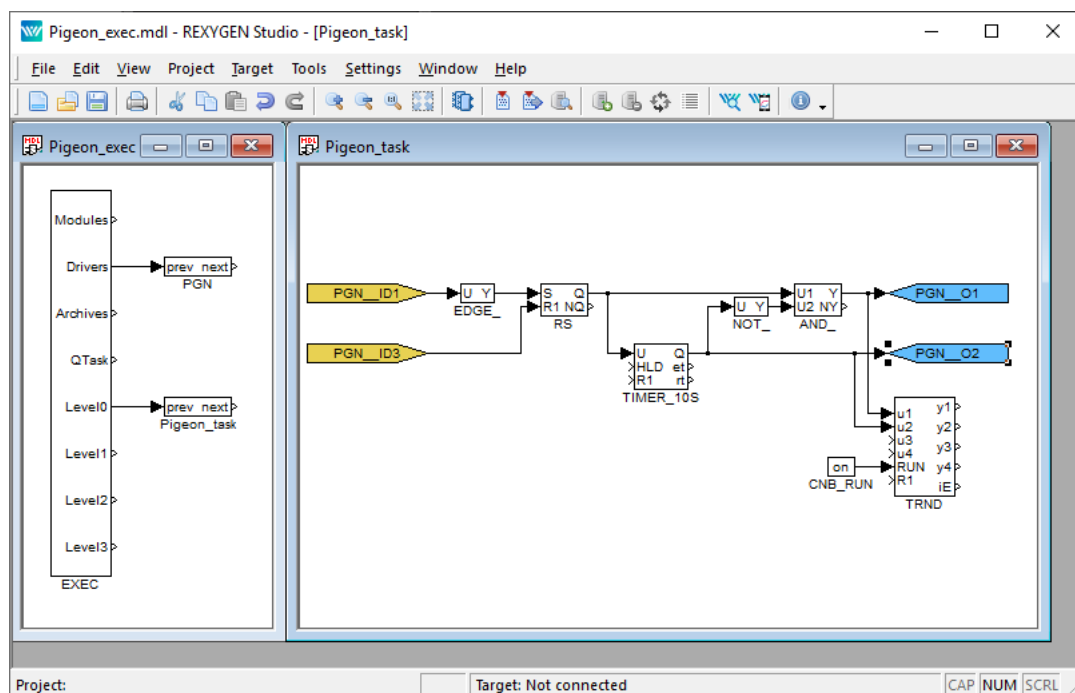 Pigeon_exec.mdl - REXYGEN Studio - [Pigeon_task]
File Edit View Project Target Tools Settings Window Help
Pigeon_exec
Modules
Drivers
prev next
PGN
Archives
QTask
Level0
prev next
Pigeon_task
Level1
Level2
Level3
EXEC
Pigeon_task
PGN__ID1
U Y
EDGE_
S Q
R1 NQ
RS
U Y
NOT_
U1 Y
U2 NY
AND_
PGN__O1
PGN__ID3
U Q
HLD et
R1 rt
TIMER_10S
PGN__O2
on
CNB_RUN
u1 y1
u2 y2
u3 y3
u4
RUN y4
R1 iE
TRND
Project: Target: Not connected CAP NUM SCRL